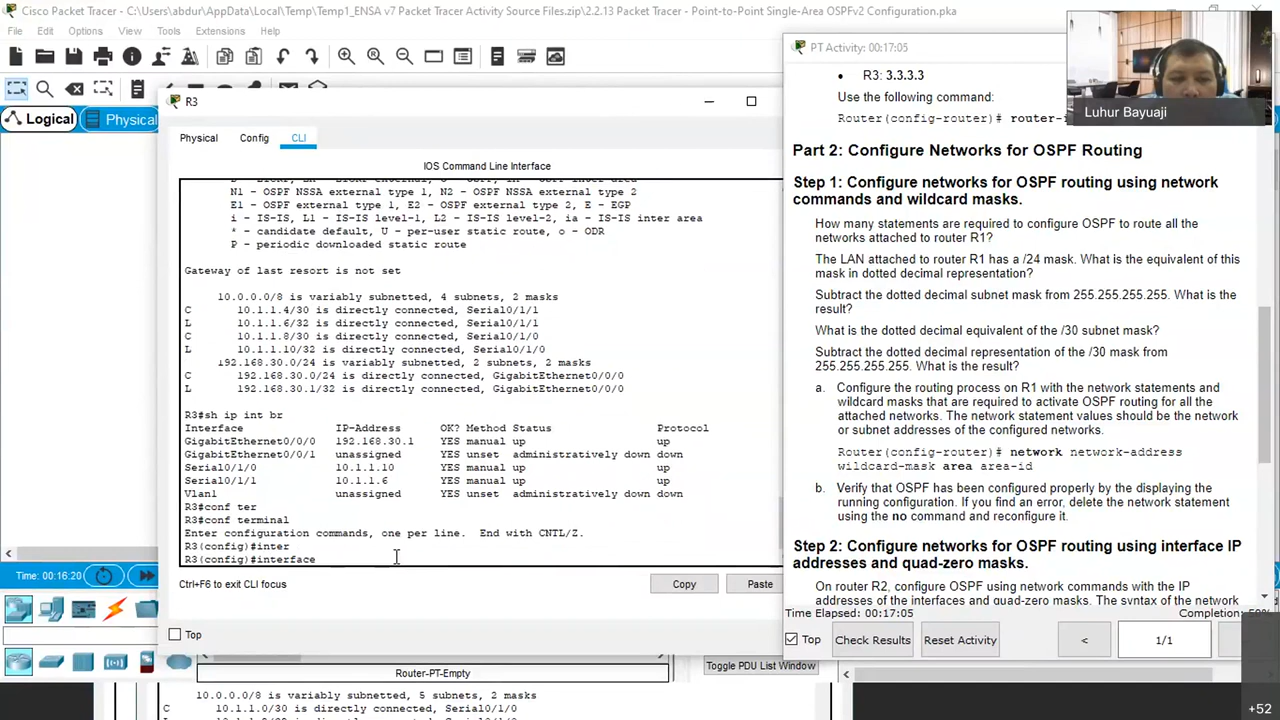 Cisco Packet Tracer - C:\Users\abdur\AppData\Local\Temp\Temp1_ENSA v7 Packet Tracer Activity Source Files.zip\2.2.13 Packet Tracer - Point-to-Point Single-Area OSPFv2 Configuration.pka
File Edit Options View Tools Extensions Help
Logical Physical
R3
Physical Config CLI
IOS Command Line Interface
N1 - OSPF NSSA external type 1, N2 - OSPF NSSA external type 2
E1 - OSPF external type 1, E2 - OSPF external type 2, E - EGP
i - IS-IS, L1 - IS-IS level-1, L2 - IS-IS level-2, ia - IS-IS inter area
* - candidate default, U - per-user static route, o - ODR
P - periodic downloaded static route
Gateway of last resort is not set
10.0.0.0/8 is variably subnetted, 4 subnets, 2 masks
C 10.1.1.4/30 is directly connected, Serial0/1/1
L 10.1.1.6/32 is directly connected, Serial0/1/1
C 10.1.1.8/30 is directly connected, Serial0/1/0
L 10.1.1.10/32 is directly connected, Serial0/1/0
192.168.30.0/24 is variably subnetted, 2 subnets, 2 masks
C 192.168.30.0/24 is directly connected, GigabitEthernet0/0/0
L 192.168.30.1/32 is directly connected, GigabitEthernet0/0/0
R3#sh ip int br
Interface IP-Address OK? Method Status Protocol
GigabitEthernet0/0/0 192.168.30.1 YES manual up up
GigabitEthernet0/0/1 unassigned YES unset administratively down down
Serial0/1/0 10.1.1.10 YES manual up up
Serial0/1/1 10.1.1.6 YES manual up up
Vlan1 unassigned YES unset administratively down down
R3#conf ter
R3#conf terminal
Enter configuration commands, one per line. End with CNTL/Z.
R3(config)#inter
R3(config)#interface
Ctrl+F6 to exit CLI focus
Copy
Paste
Top
Time: 00:16:20
Router-PT-Empty
Toggle PDU List Window
10.0.0.0/8 is variably subnetted, 5 subnets, 2 masks
C 10.1.1.0/30 is directly connected, Serial0/1/0
PT Activity: 00:17:05
• R3: 3.3.3.3
Use the following command:
Luhur Bayuaji
Part 2: Configure Networks for OSPF Routing
Step 1: Configure networks for OSPF routing using network
commands and wildcard masks.
How many statements are required to configure OSPF to route all the
networks attached to router R1?
The LAN attached to router R1 has a /24 mask. What is the equivalent of this
mask in dotted decimal representation?
Subtract the dotted decimal subnet mask from 255.255.255.255. What is the
result?
What is the dotted decimal equivalent of the /30 subnet mask?
Subtract the dotted decimal representation of the /30 mask from
255.255.255.255. What is the result?
a. Configure the routing process on R1 with the network statements and
wildcard masks that are required to activate OSPF routing for all the
attached networks. The network statement values should be the network
or subnet addresses of the configured networks.
Router(config-router)# network network-address
wildcard-mask area area-id
b. Verify that OSPF has been configured properly by the displaying the
running configuration. If you find an error, delete the network statement
using the no command and reconfigure it.
Step 2: Configure networks for OSPF routing using interface IP
addresses and quad-zero masks.
On router R2, configure OSPF using network commands with the IP
addresses of the interfaces and quad-zero masks. The syntax of the network
Time Elapsed: 00:17:05
Top Check Results Reset Activity < 1/1
+52